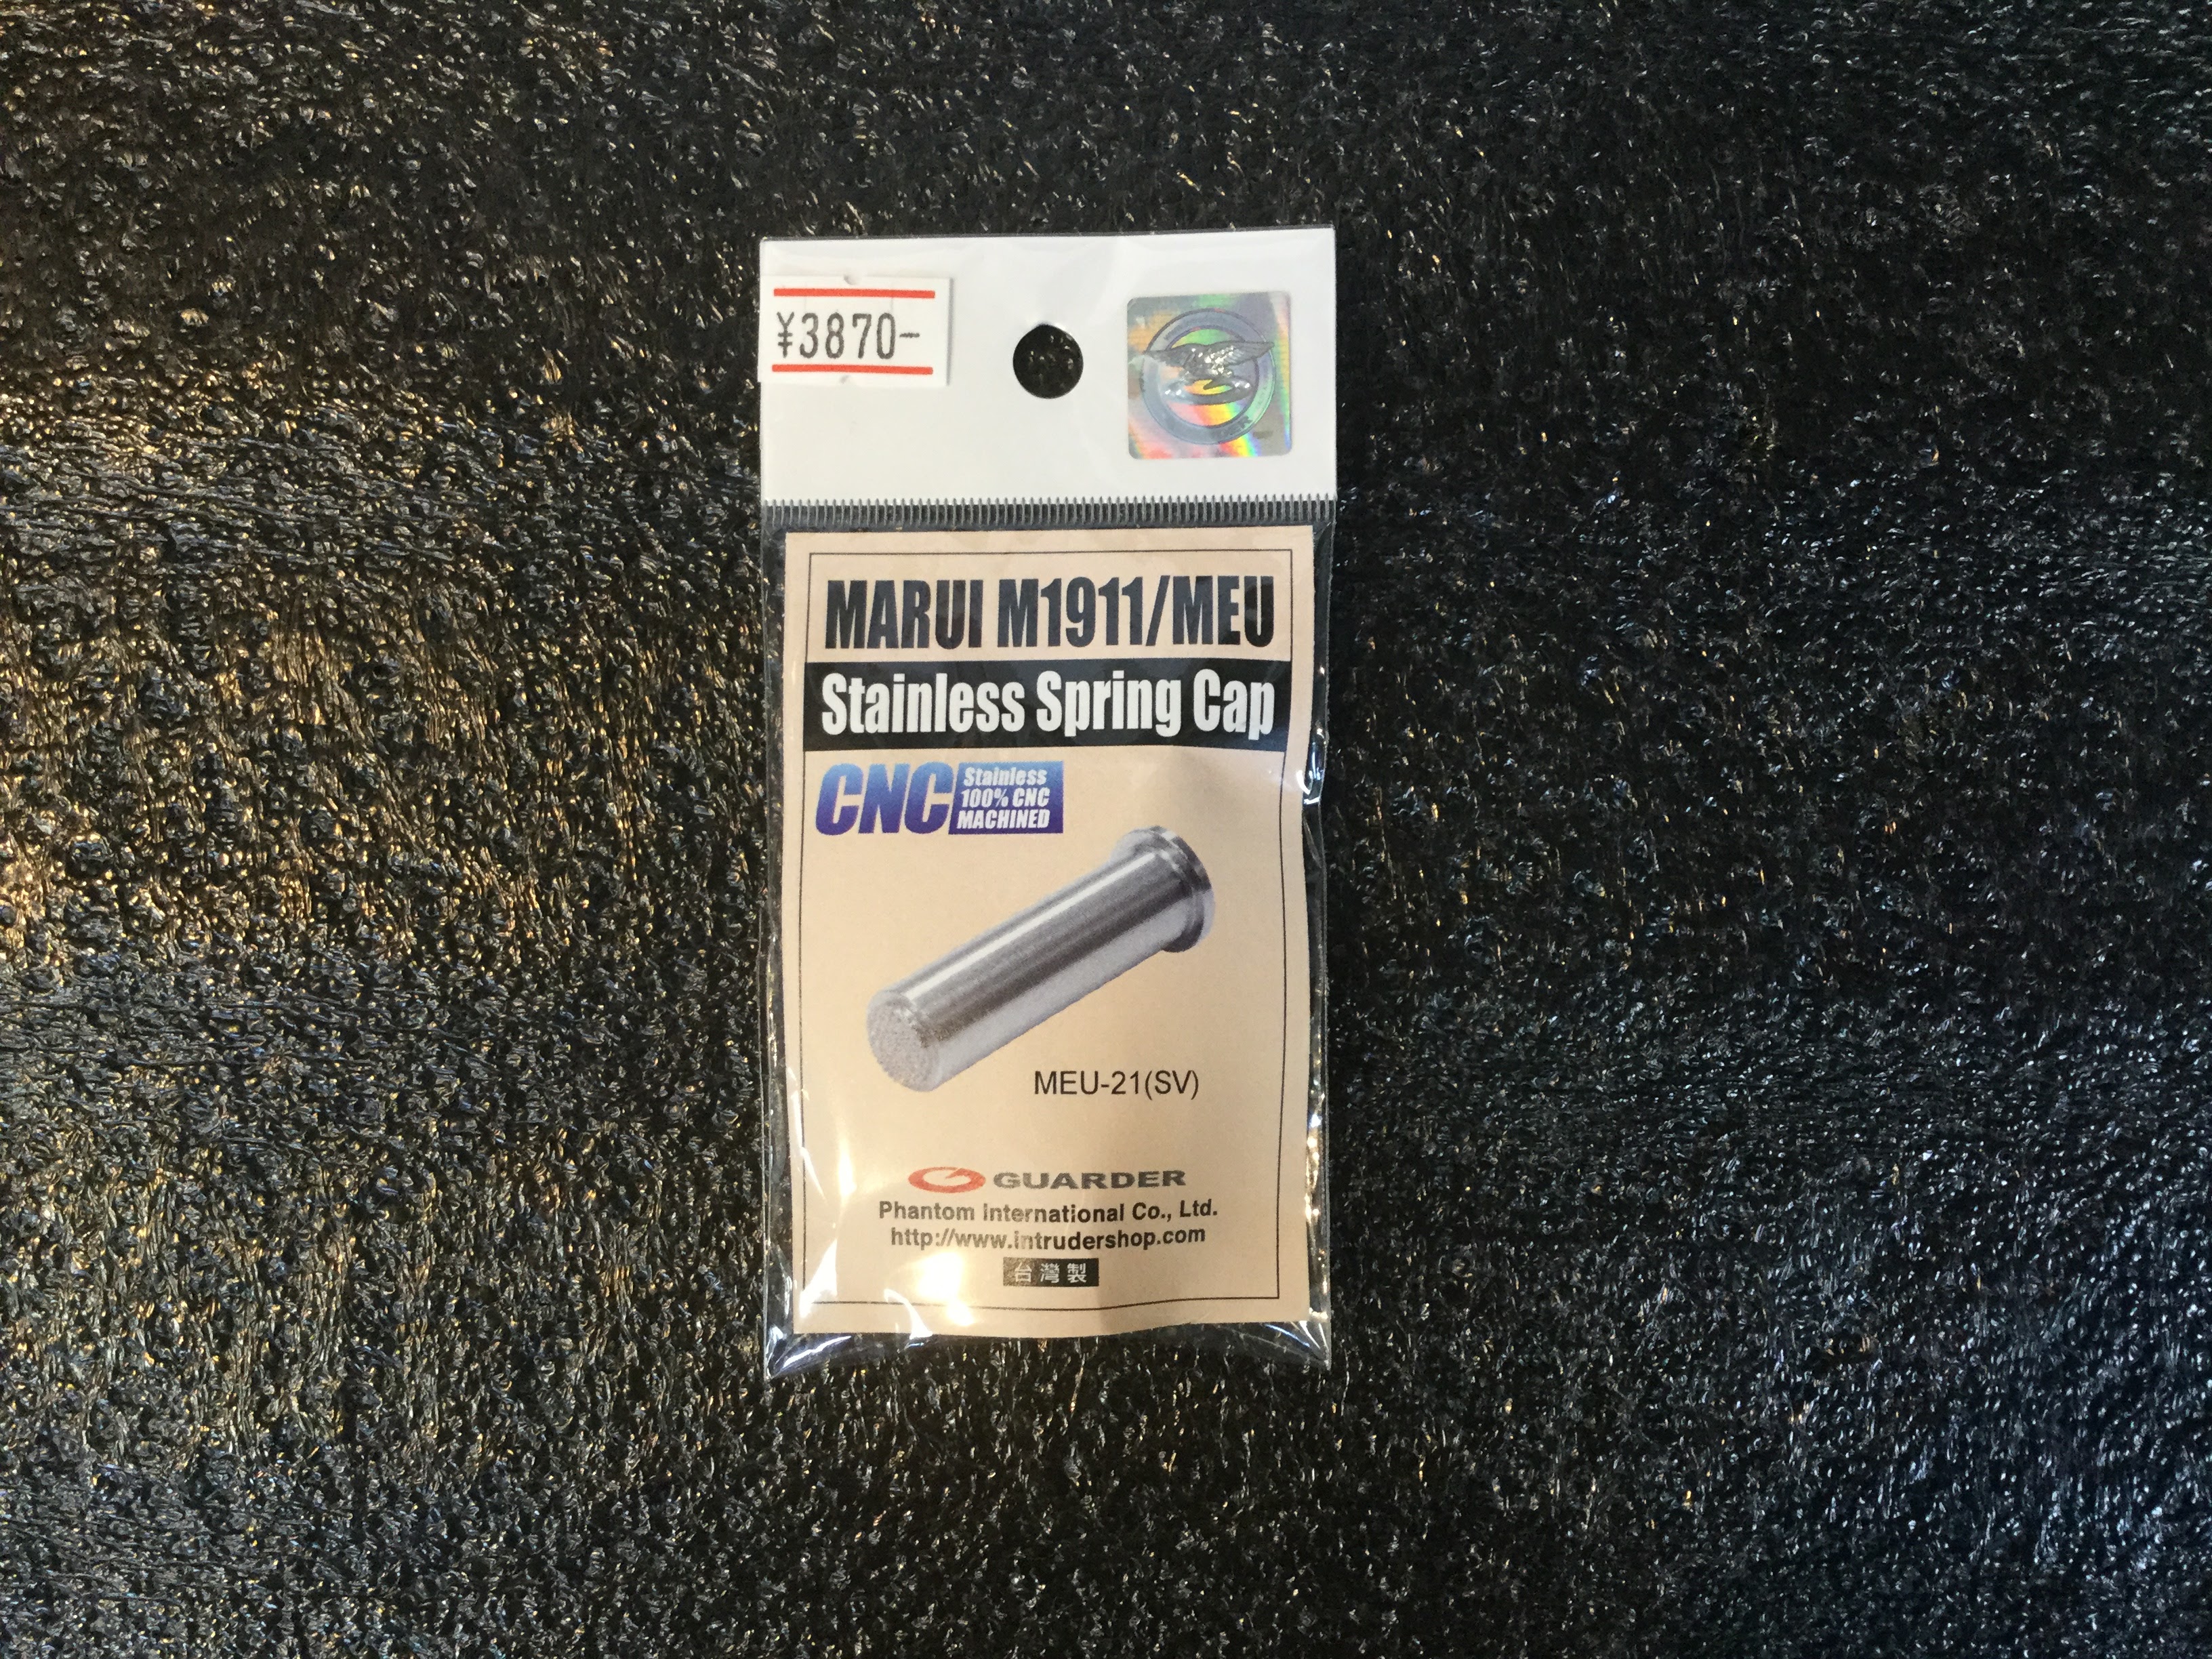 ¥3870-
MARUI M1911/MEU
Stainless Spring Cap
CNC
Stainless
100% CNC
MACHINED
MEU-21(SV)
GUARDER
Phantom International Co., Ltd.
http://www.intrudershop.com
台灣製